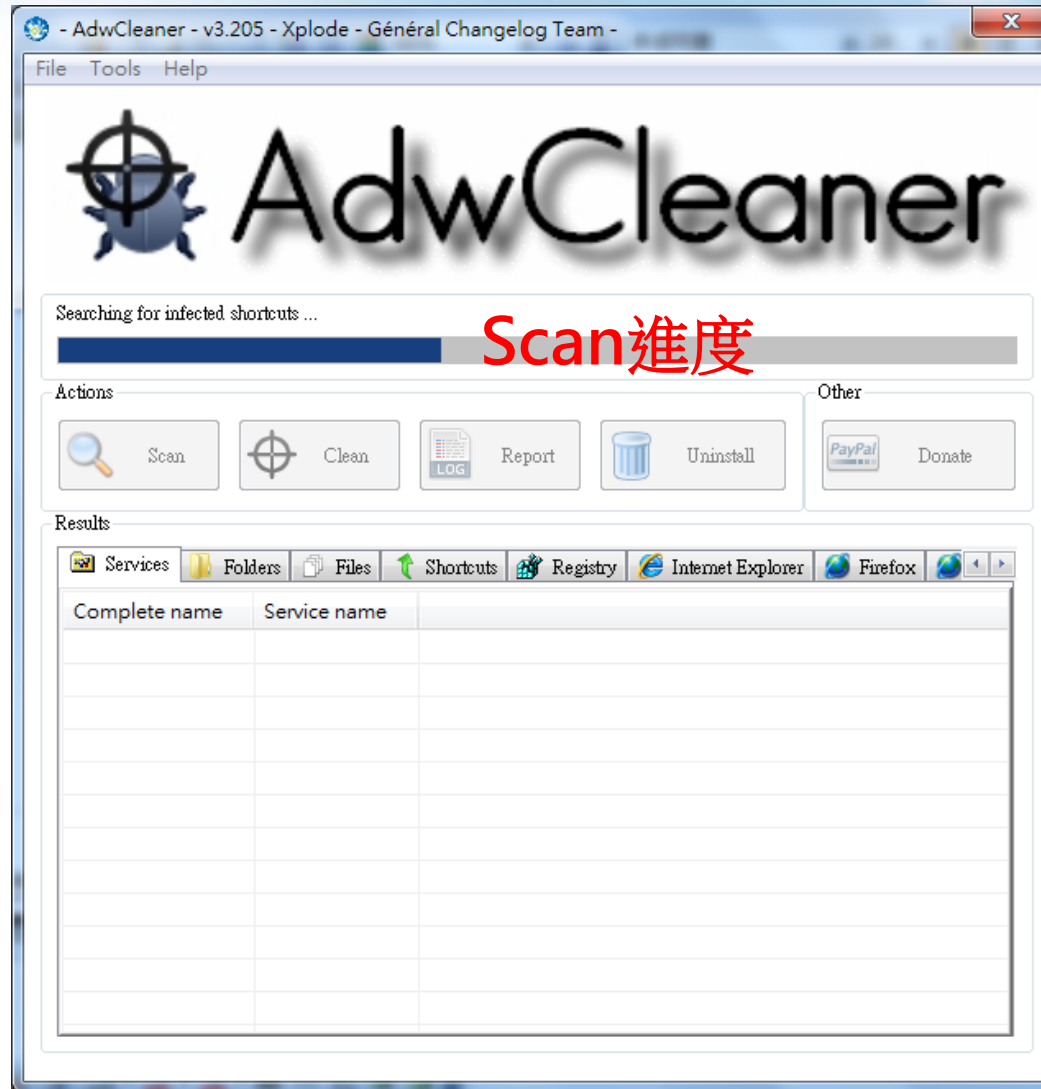 - AdwCleaner - v3.205 - Xplode - Général Changelog Team -
File Tools Help
AdwCleaner
Searching for infected shortcuts ...
Scan進度
Actions
Other
Scan Clean LOG Report Uninstall PayPal Donate
Results
Services Folders Files Shortcuts Registry Internet Explorer Firefox
Complete name Service name